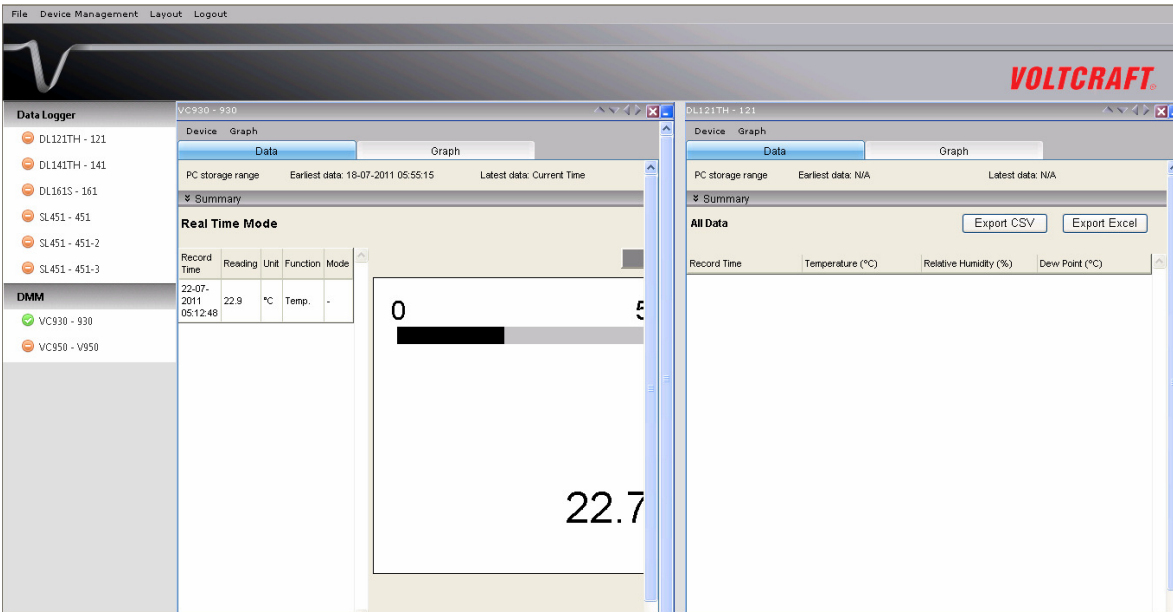 File Device Management Layout Logout
VOLTCRAFT
Data Logger
DL121TH - 121
DL141TH - 141
DL161S - 161
SL451 - 451
SL451 - 451-2
SL451 - 451-3
DMM
VC930 - 930
VC950 - V950
VC930 - 930
Device Graph
Data Graph
PC storage range Earliest data: 18-07-2011 05:55:15 Latest data: Current Time
Summary
Real Time Mode
Record Time Reading Unit Function Mode
22-07-2011 05:12:48 22.9 °C Temp. -
0 5
22.7
DL121TH - 121
Device Graph
Data Graph
PC storage range Earliest data: N/A Latest data: N/A
Summary
All Data Export CSV Export Excel
Record Time Temperature (°C) Relative Humidity (%) Dew Point (°C)